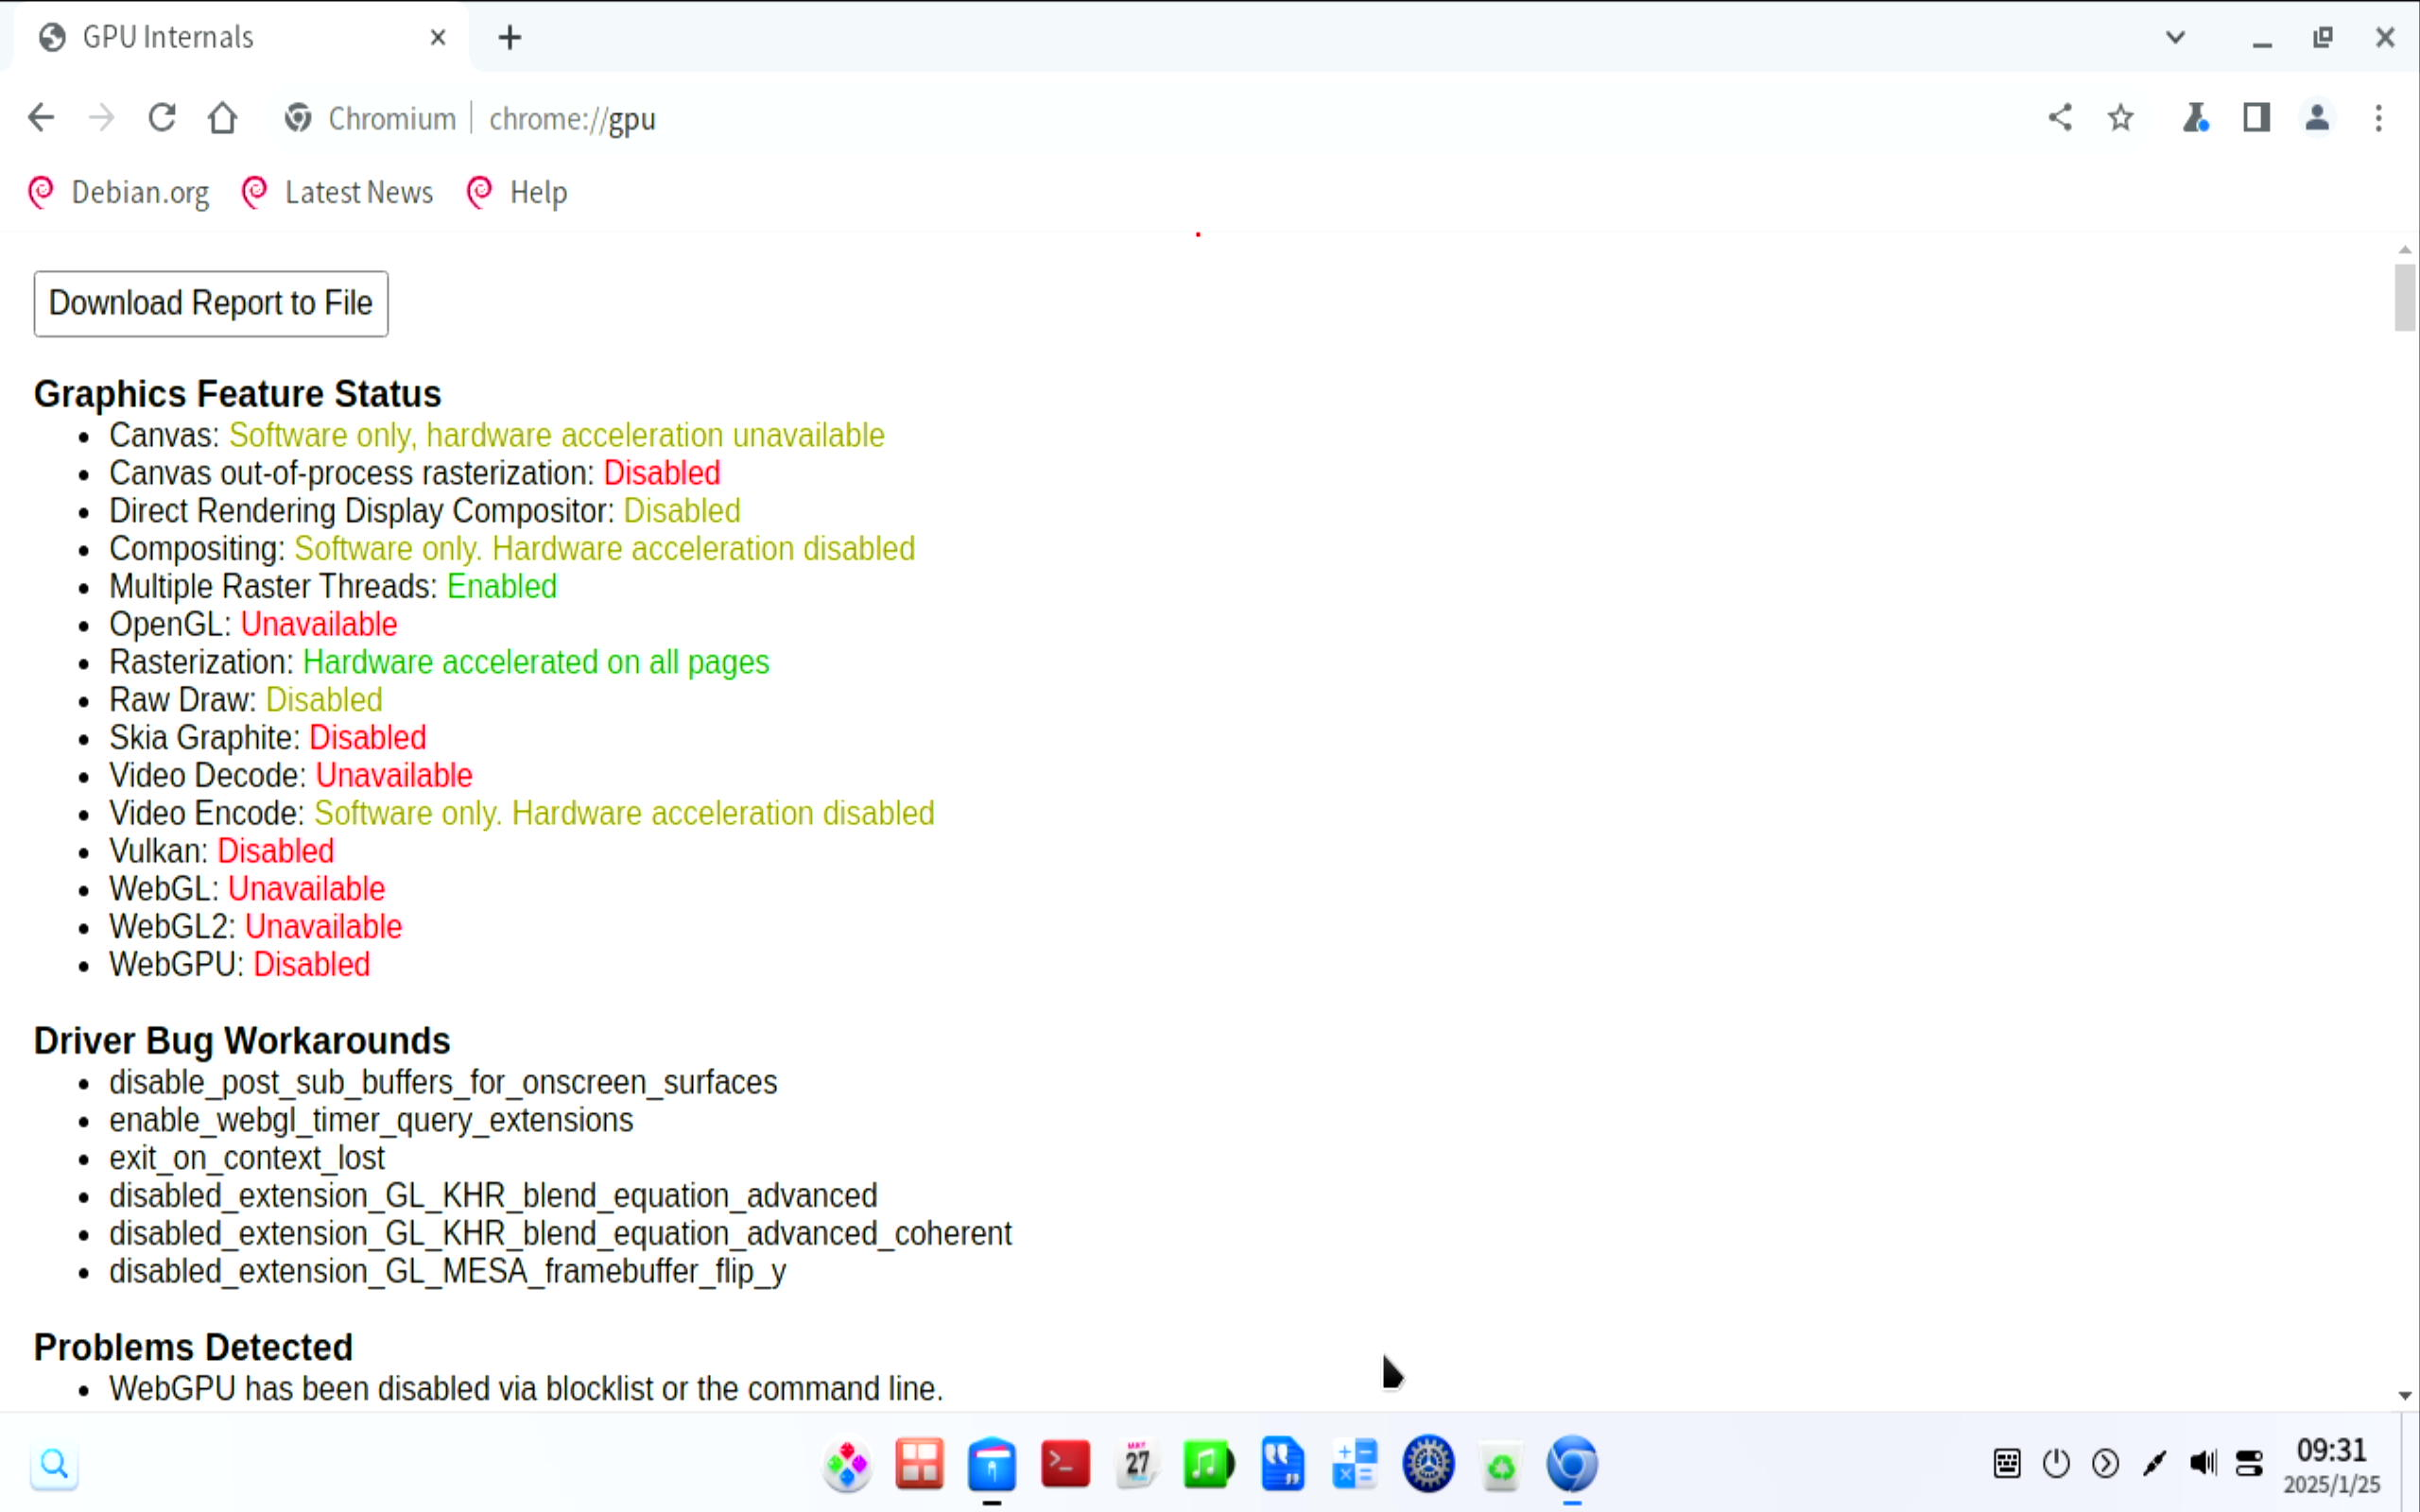 GPU Internals
Chromium | chrome://gpu
Debian.org Latest News Help
Download Report to File
Graphics Feature Status
Canvas: Software only, hardware acceleration unavailable
Canvas out-of-process rasterization: Disabled
Direct Rendering Display Compositor: Disabled
Compositing: Software only. Hardware acceleration disabled
Multiple Raster Threads: Enabled
OpenGL: Unavailable
Rasterization: Hardware accelerated on all pages
Raw Draw: Disabled
Skia Graphite: Disabled
Video Decode: Unavailable
Video Encode: Software only. Hardware acceleration disabled
Vulkan: Disabled
WebGL: Unavailable
WebGL2: Unavailable
WebGPU: Disabled
Driver Bug Workarounds
disable_post_sub_buffers_for_onscreen_surfaces
enable_webgl_timer_query_extensions
exit_on_context_lost
disabled_extension_GL_KHR_blend_equation_advanced
disabled_extension_GL_KHR_blend_equation_advanced_coherent
disabled_extension_GL_MESA_framebuffer_flip_y
Problems Detected
WebGPU has been disabled via blocklist or the command line.
MAY
27
09:31
2025/1/25